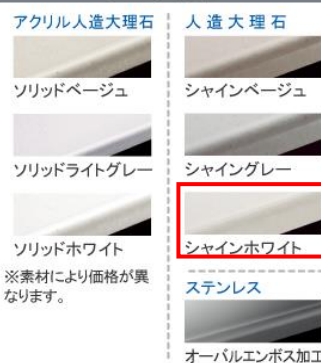 アクリル人造大理石
ソリッドベージュ
ソリッドライトグレー
ソリッドホワイト
※素材により価格が異
なります。
人造大理石
シャインベージュ
シャイングレー
シャインホワイト
ステンレス
オーバルエンボス加工